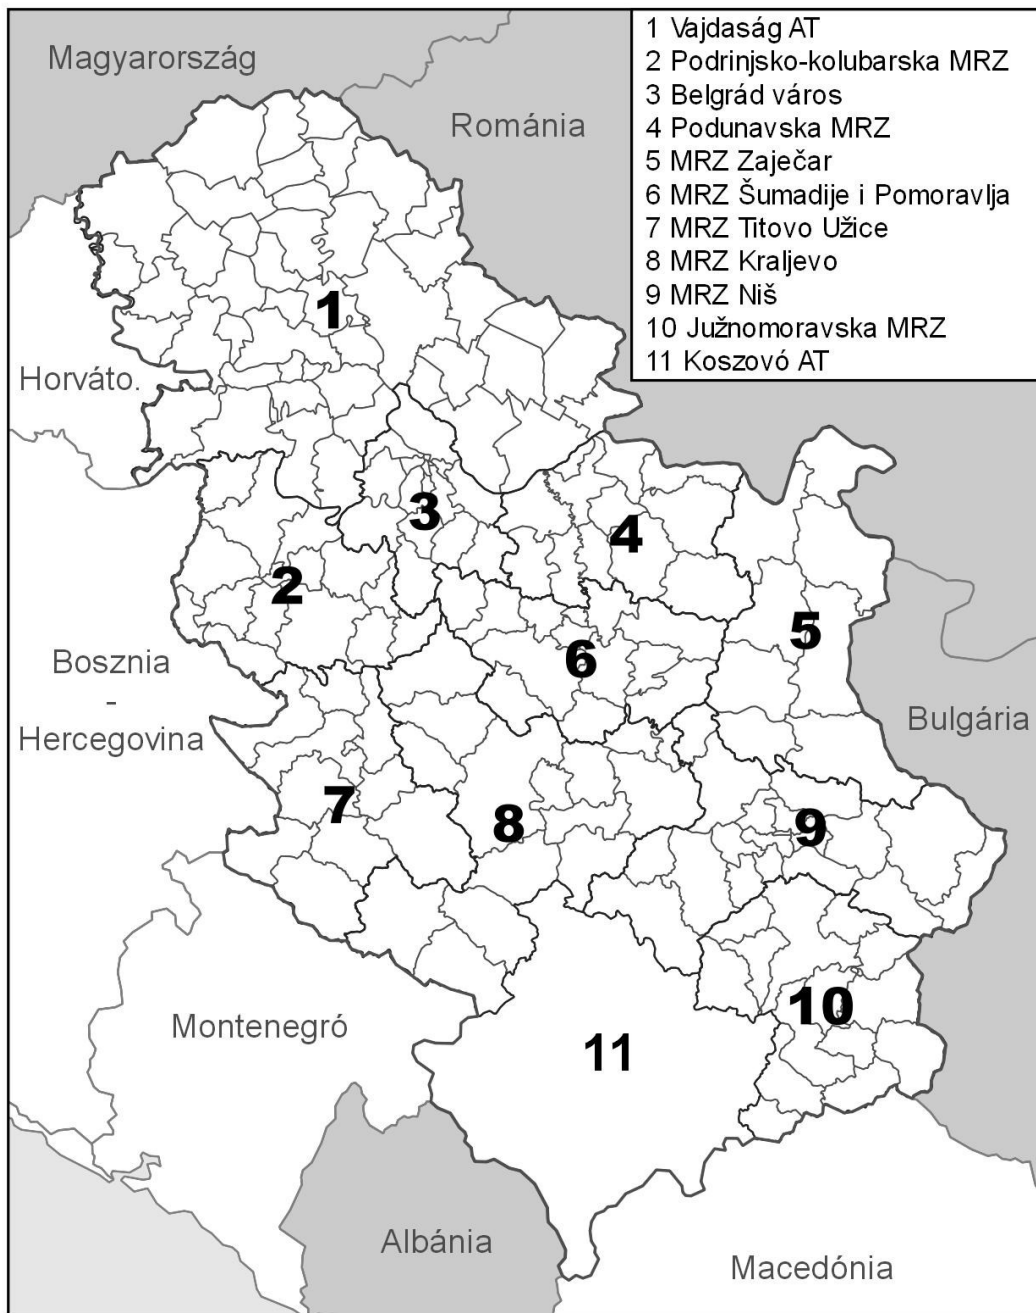 Magyarország
Románia
1 Vajdaság AT
2 Podrinjsko-kolubarska MRZ
3 Belgrád város
4 Podunavska MRZ
5 MRZ Zaječar
6 MRZ Šumadije i Pomoravlja
7 MRZ Titovo Užice
8 MRZ Kraljevo
9 MRZ Niš
10 Južnomoravska MRZ
11 Koszovó AT
1
Horváto.
3
4
2
5
6
Bosznia
-
Hercegovina
Bulgária
7
8
9
10
Montenegró
11
Albánia
Macedónia